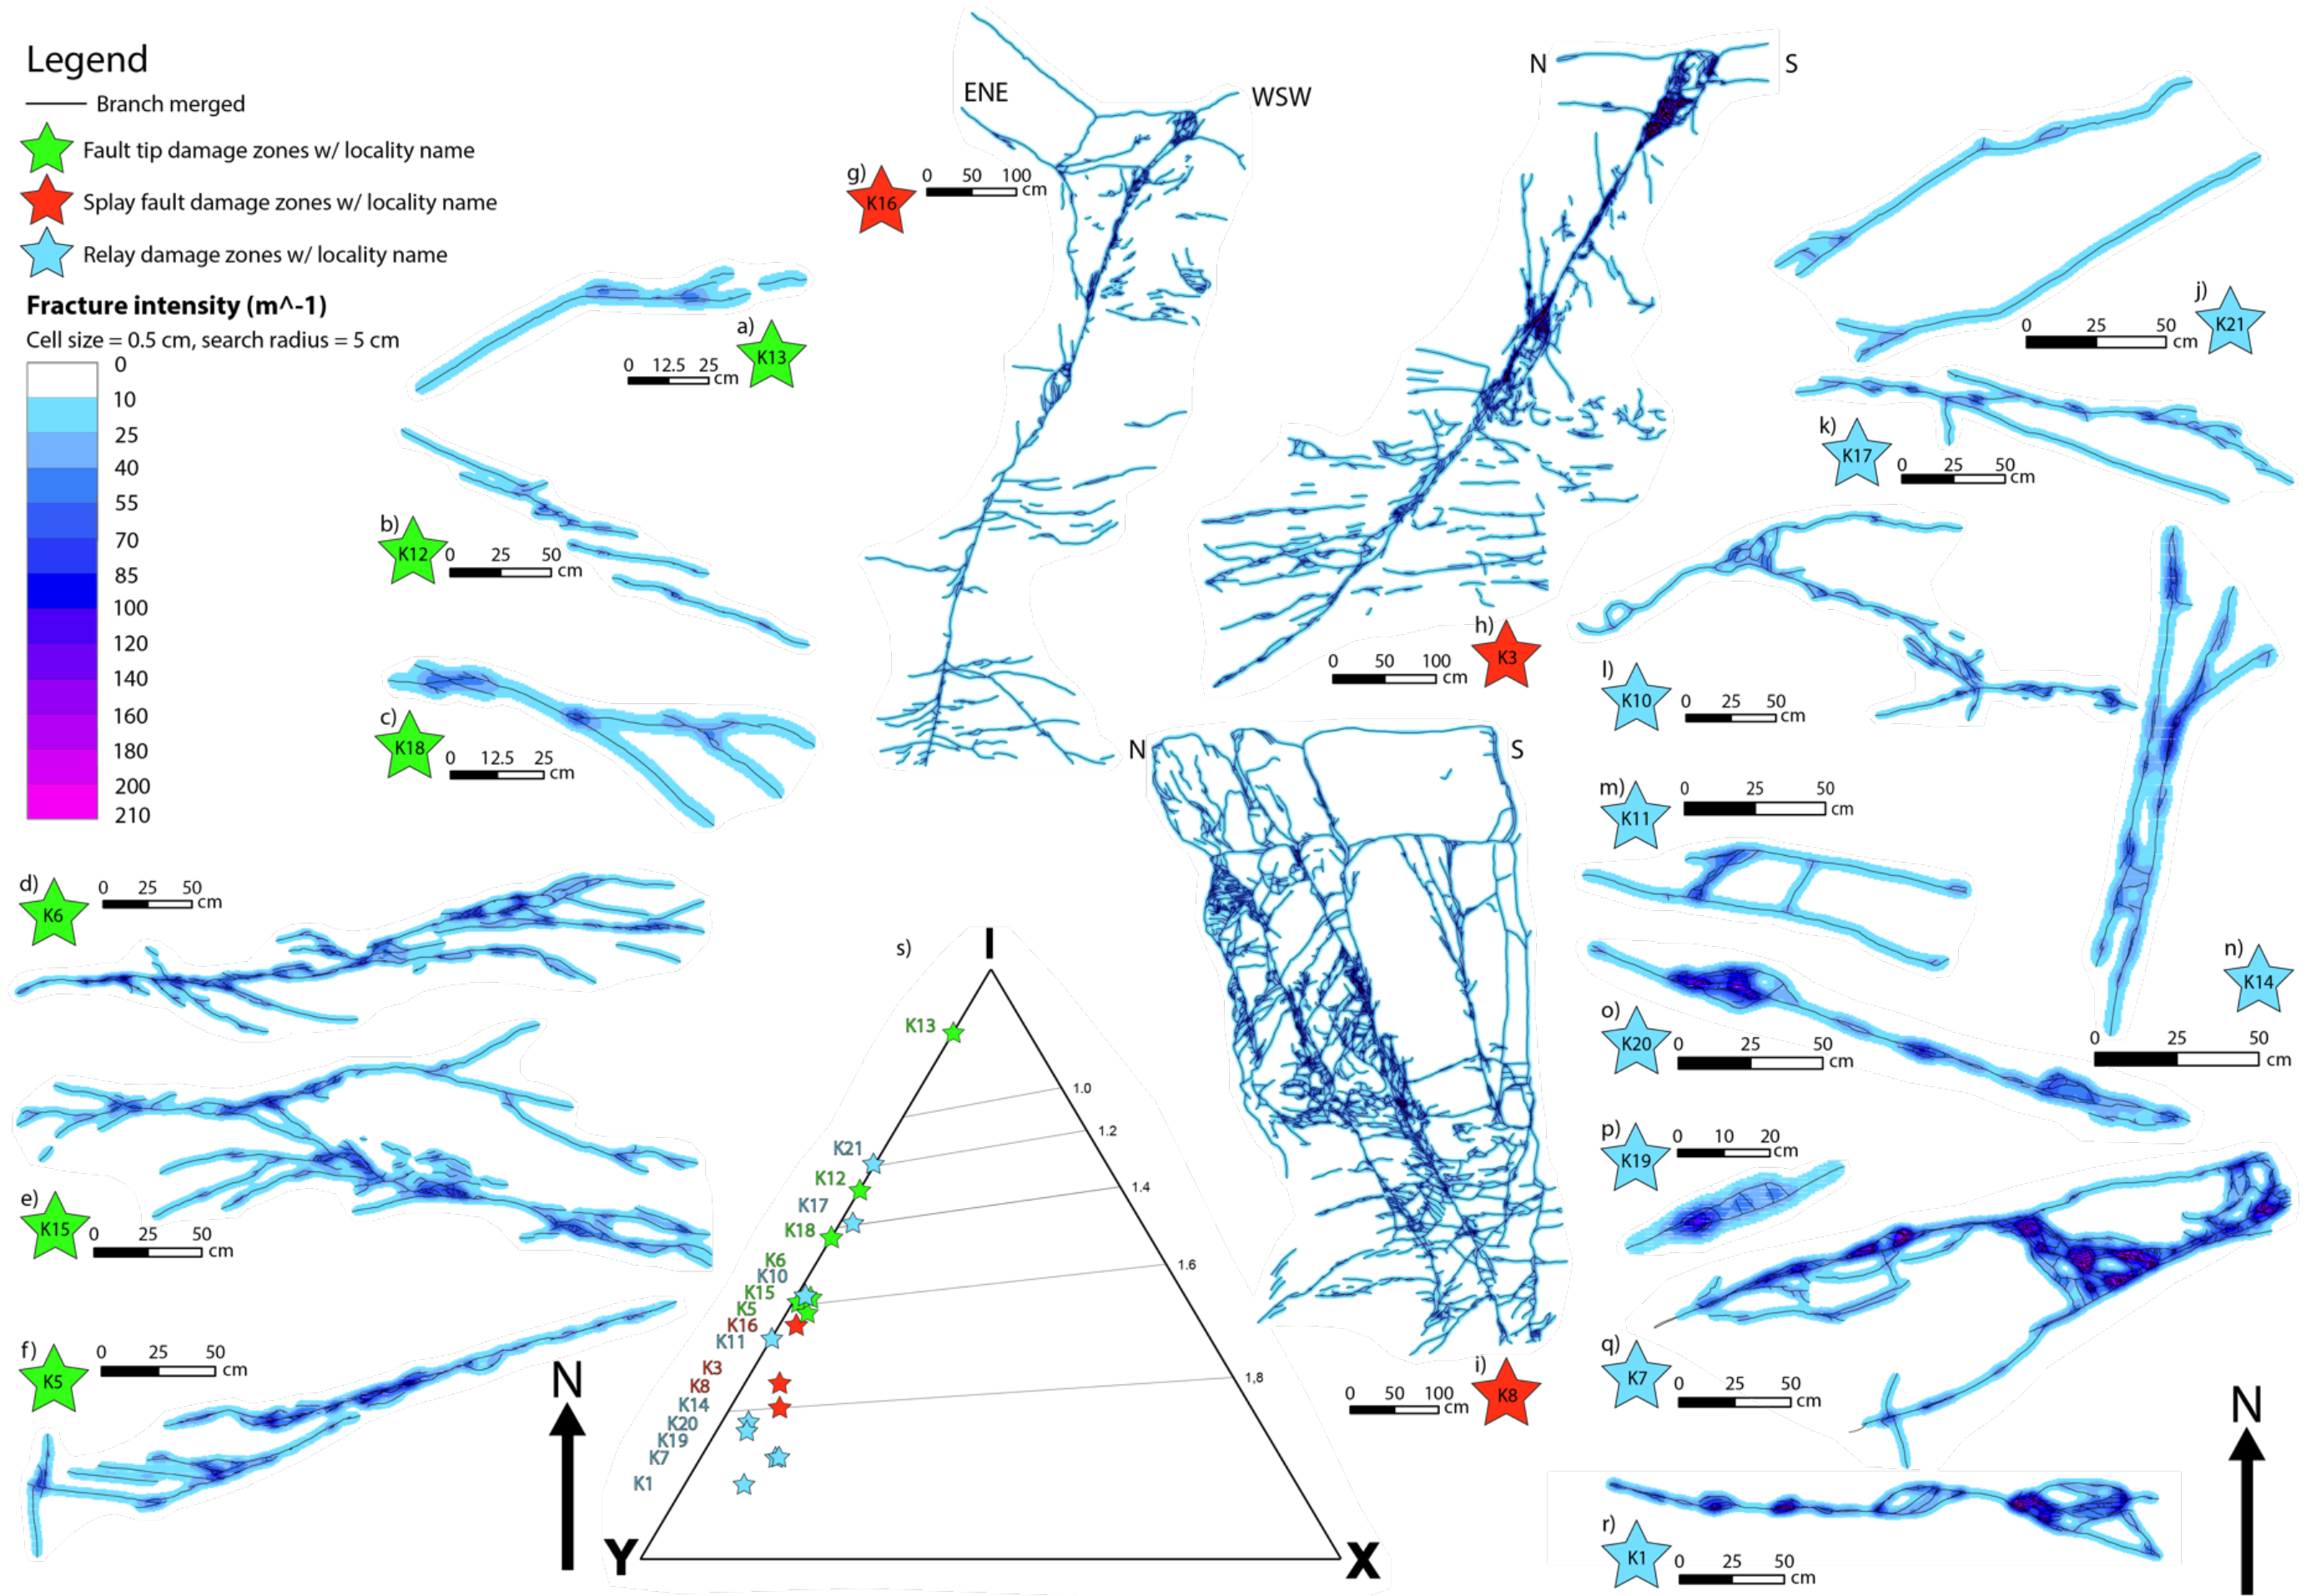 Legend
Branch merged
Fault tip damage zones w/ locality name
Splay fault damage zones w/ locality name
Relay damage zones w/ locality name
Fracture intensity (m^-1)
Cell size = 0.5 cm, search radius = 5 cm
0
10
25
40
55
70
85
100
120
140
160
180
200
210
a)
K13
0 12.5 25
cm
b)
K12
0 25 50
cm
c)
K18
0 12.5 25
cm
d)
K6
0 25 50
cm
e)
K15
0 25 50
cm
f)
K5
0 25 50
cm
N
ENE
WSW
g)
K16
0 50 100
cm
N
S
h)
K3
0 50 100
cm
N
S
i)
K8
0 50 100
cm
j)
K21
0 25 50
cm
k)
K17
0 25 50
cm
l)
K10
0 25 50
cm
m)
K11
0 25 50
cm
n)
K14
0 25 50
cm
o)
K20
0 25 50
cm
p)
K19
0 10 20
cm
q)
K7
0 25 50
cm
r)
K1
0 25 50
cm
N
s)
I
K13
1.0
1.2
K21
K12
1.4
K17
K18
K6
1.6
K10
K15
K5
K16
K11
K3
1,8
K8
K14
K20
K19
K7
K1
Y
X